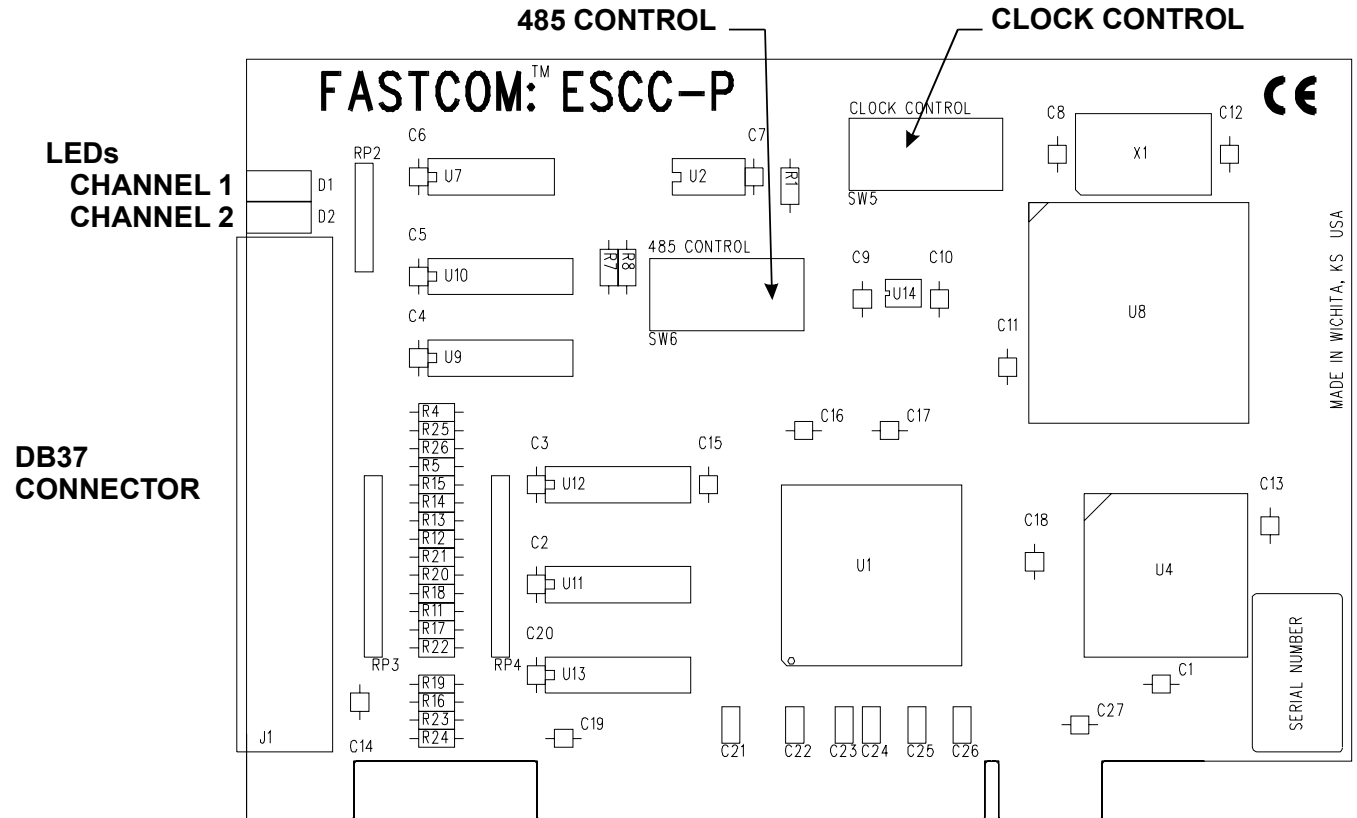 485 CONTROL
CLOCK CONTROL
FASTCOM:™ ESCC-P
CE
CLOCK CONTROL
SW5
C8
C12
X1
LEDs
CHANNEL 1
CHANNEL 2
D1
D2
RP2
C6
U7
C7
U2
R1
C5
U10
R7
R8
485 CONTROL
SW6
C9
U14
C10
U8
C11
MADE IN WICHITA, KS USA
C4
U9
DB37
CONNECTOR
J1
R4
R25
R26
R5
R15
R14
R13
R12
R21
R20
R18
R11
R17
R22
R19
R16
R23
R24
RP3
RP4
C14
C3
U12
C15
C2
U11
C20
U13
C19
C16
C17
U1
C18
U4
C13
SERIAL NUMBER
C1
C27
C21
C22
C23
C24
C25
C26